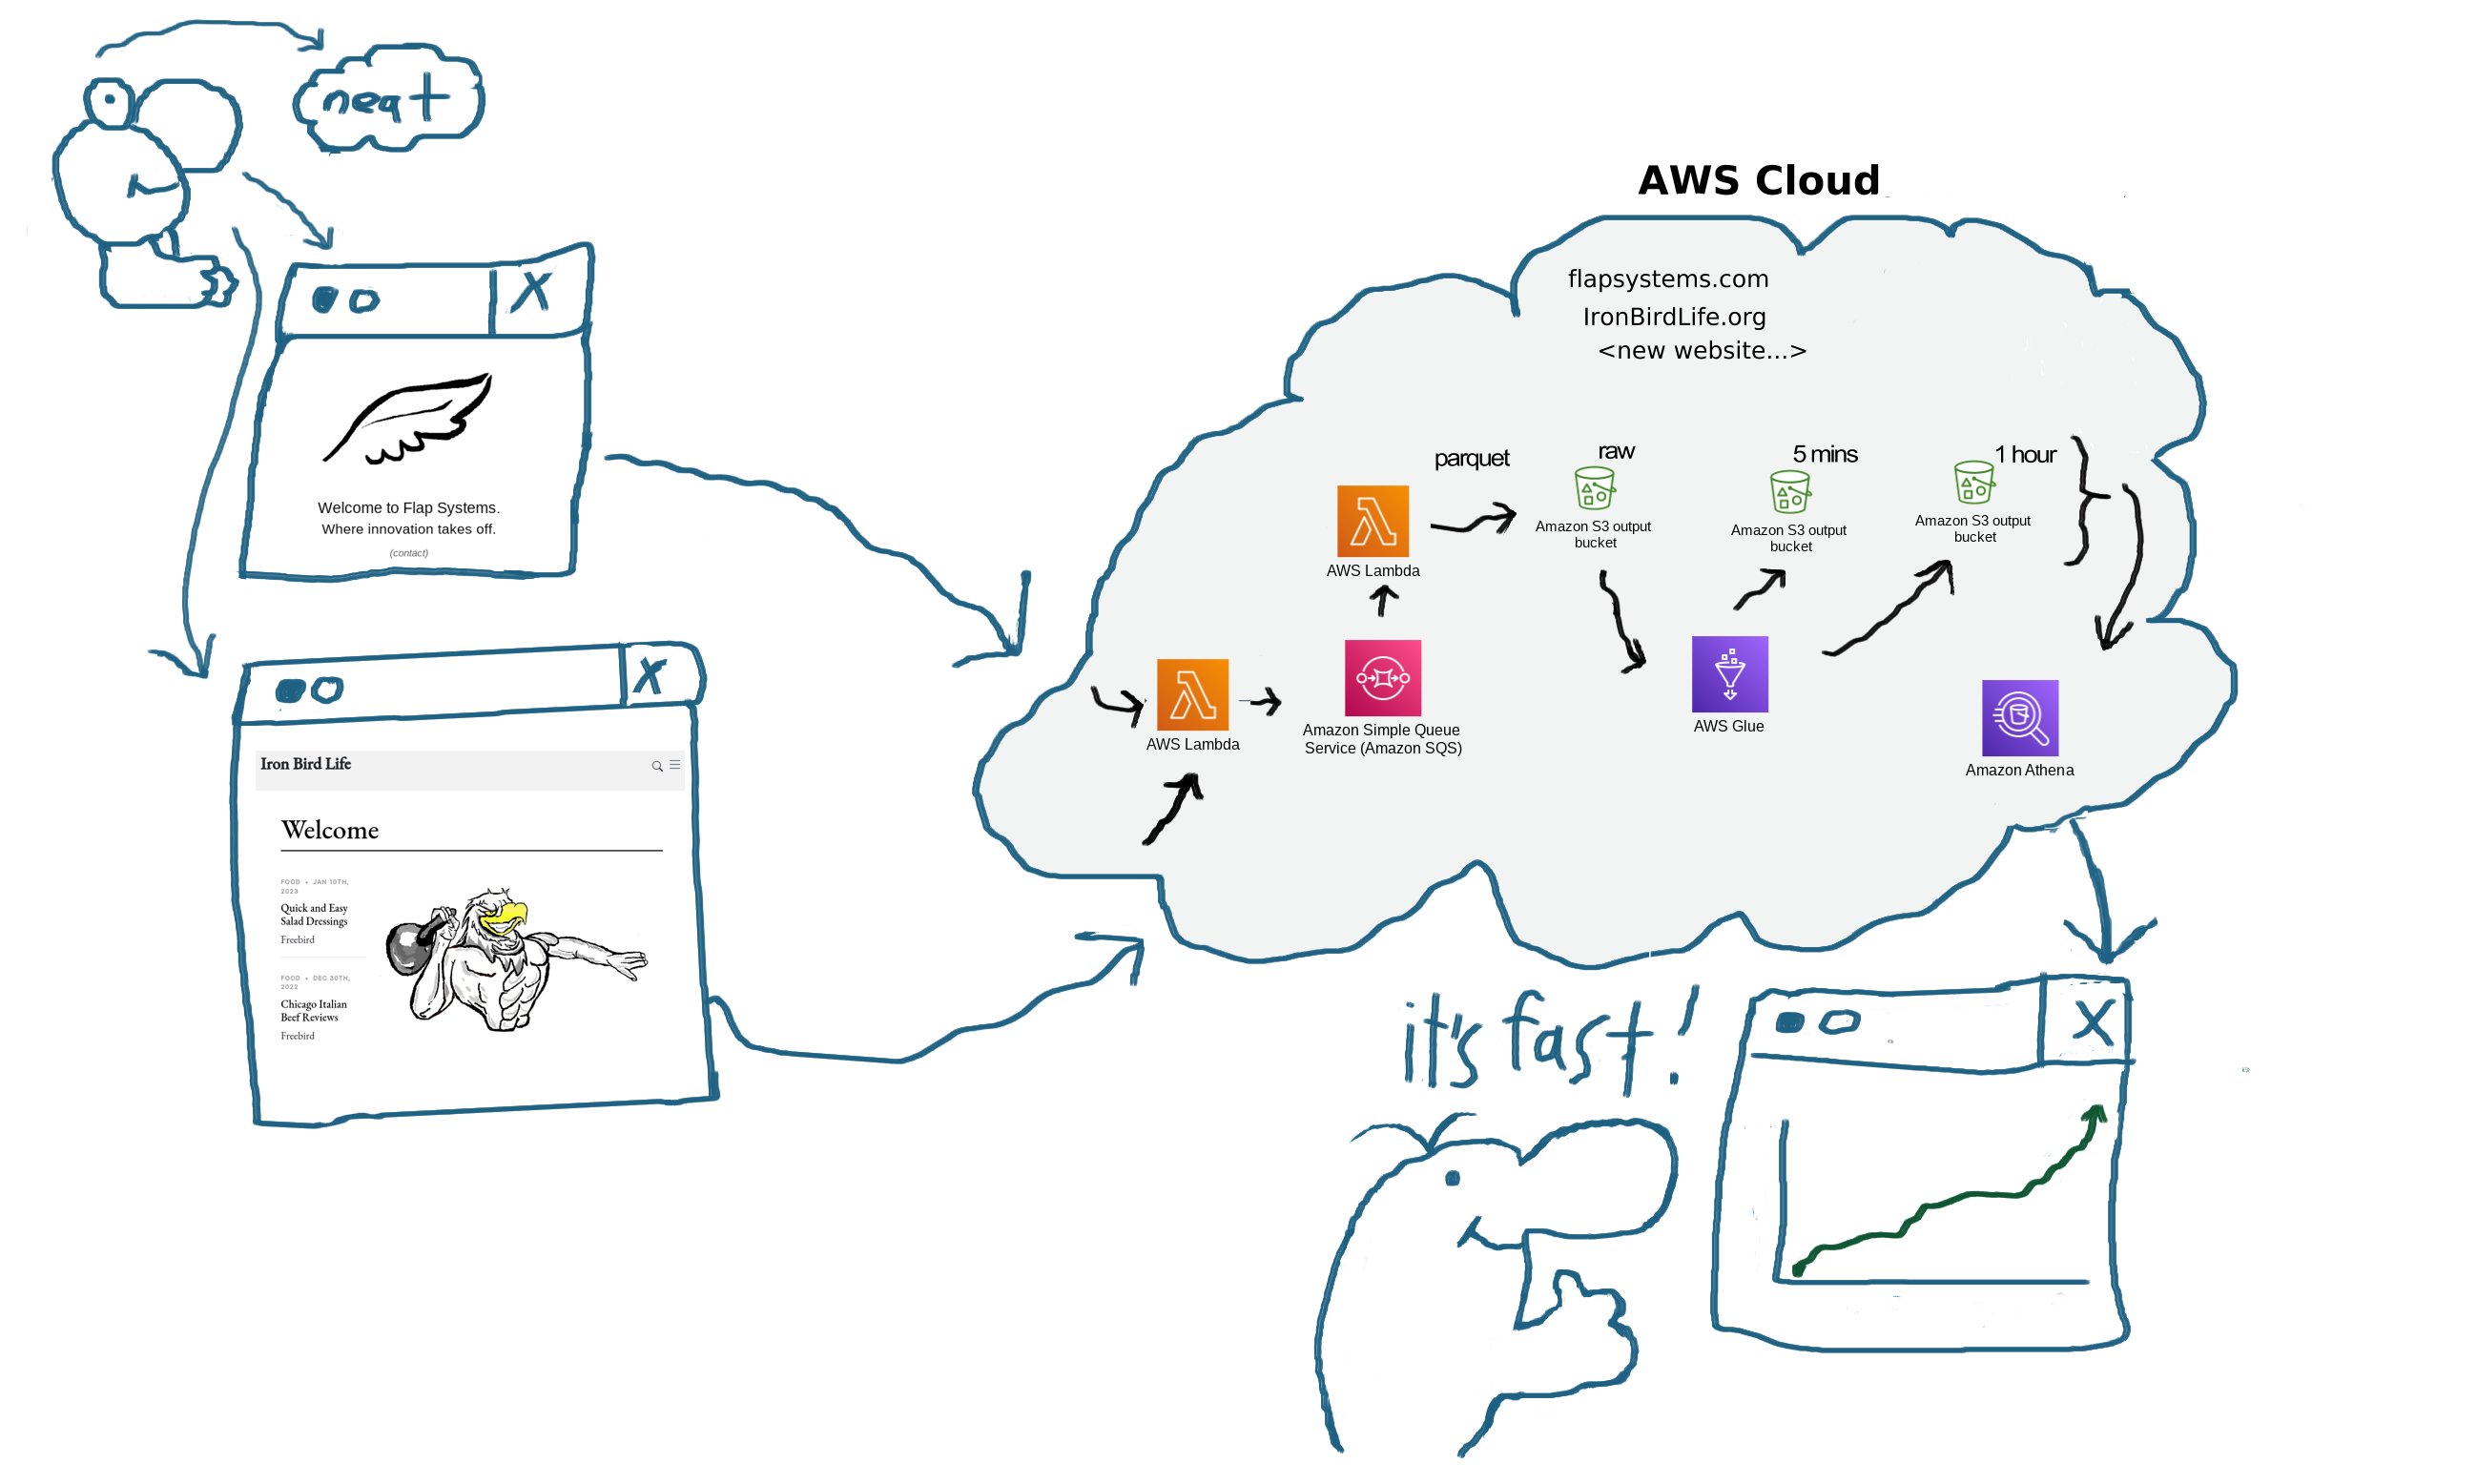 neat
X
Welcome to Flap Systems.
Where innovation takes off.
(contact)
X
Iron Bird Life
Welcome
FOOD • JAN 10TH,
2023
Quick and Easy
Salad Dressings
Freebird
FOOD • DEC 30TH,
2022
Chicago Italian
Beef Reviews
Freebird
AWS Cloud
flapsystems.com
IronBirdLife.org
<new website...>
AWS Lambda
Amazon Simple Queue
Service (Amazon SQS)
AWS Lambda
parquet
raw
Amazon S3 output
bucket
AWS Glue
5 mins
Amazon S3 output
bucket
1 hour
Amazon S3 output
bucket
Amazon Athena
it's fast!
X